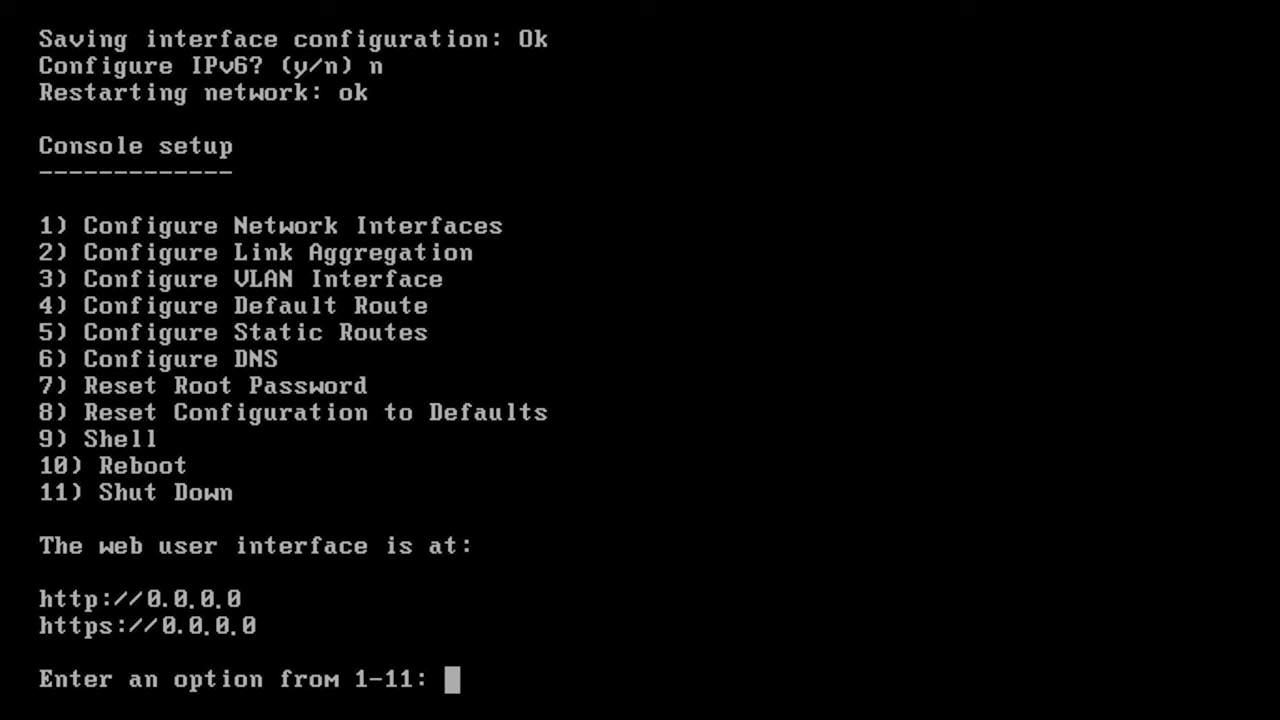 Saving interface configuration: Ok
Configure IPv6? (y/n) n
Restarting network: ok
Console setup
-------------
1) Configure Network Interfaces
2) Configure Link Aggregation
3) Configure VLAN Interface
4) Configure Default Route
5) Configure Static Routes
6) Configure DNS
7) Reset Root Password
8) Reset Configuration to Defaults
9) Shell
10) Reboot
11) Shut Down
The web user interface is at:
http://0.0.0.0
https://0.0.0.0
Enter an option from 1-11: